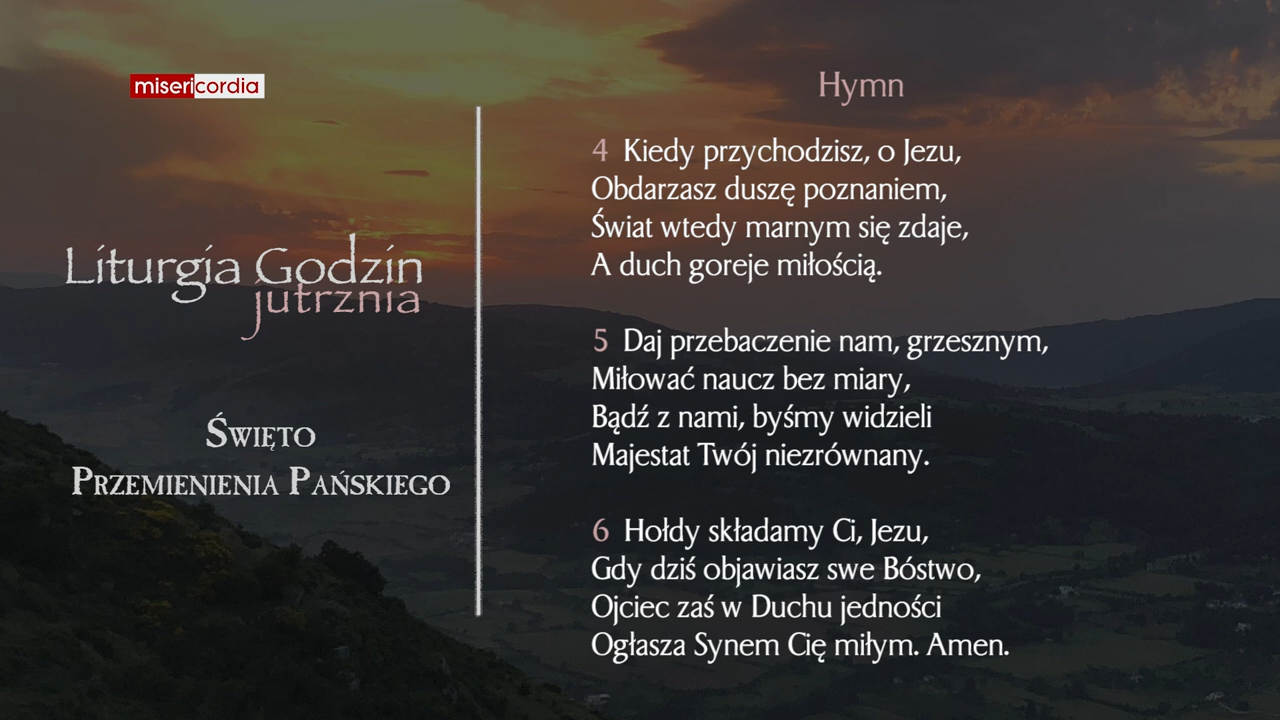 misericordia
Liturgia Godzin
jutrznia
Święto
Przemienienia Pańskiego
Hymn
4 Kiedy przychodzisz, o Jezu,
Obdarzasz duszę poznaniem,
Świat wtedy marnym się zdaje,
A duch goreje miłością.
5 Daj przebaczenie nam, grzesznym,
Miłować naucz bez miary,
Bądź z nami, byśmy widzieli
Majestat Twój niezrównany.
6 Hołdy składamy Ci, Jezu,
Gdy dziś objawiasz swe Bóstwo,
Ojciec zaś w Duchu jedności
Ogłasza Synem Cię miłym. Amen.